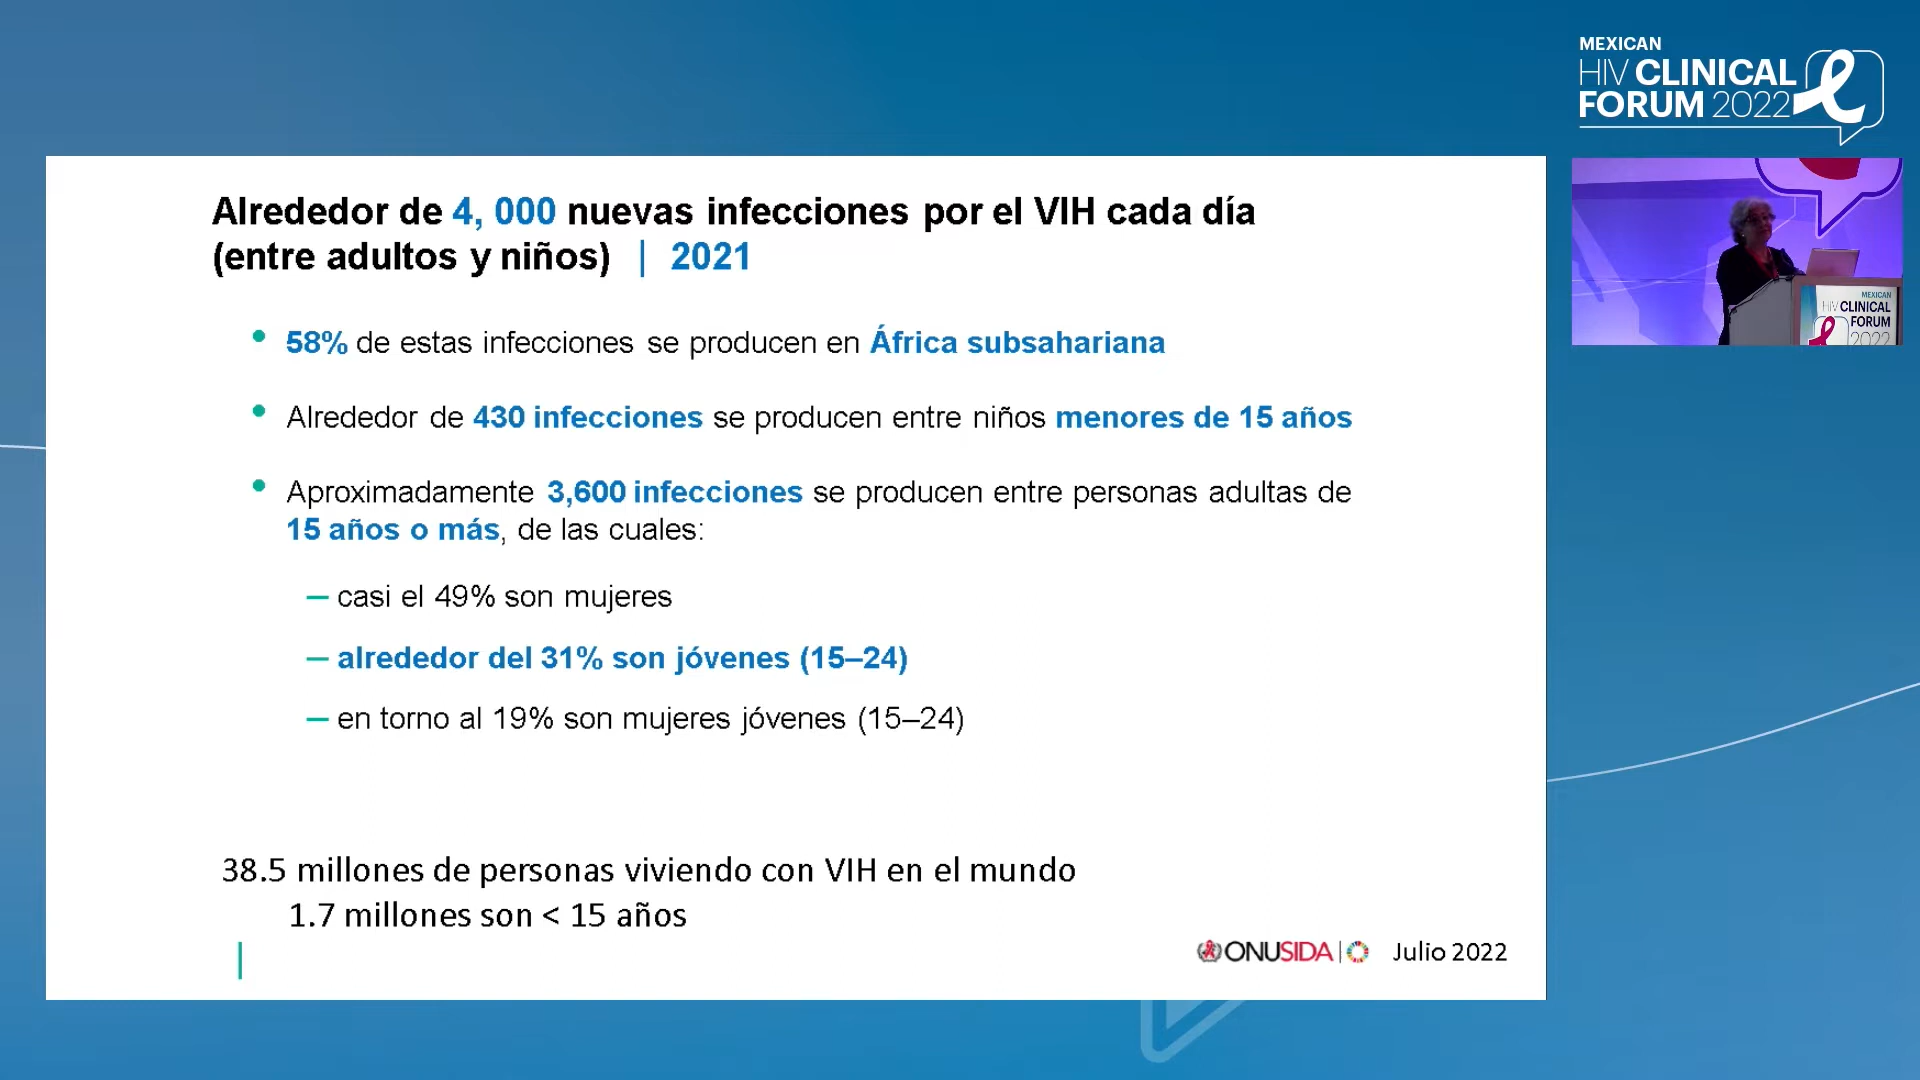 MEXICAN
HIV CLINICAL
FORUM 2022
Alrededor de 4, 000 nuevas infecciones por el VIH cada día
(entre adultos y niños) | 2021
• 58% de estas infecciones se producen en África subsahariana
• Alrededor de 430 infecciones se producen entre niños menores de 15 años
• Aproximadamente 3,600 infecciones se producen entre personas adultas de
15 años o más, de las cuales:
– casi el 49% son mujeres
– alrededor del 31% son jóvenes (15–24)
– en torno al 19% son mujeres jóvenes (15–24)
38.5 millones de personas viviendo con VIH en el mundo
1.7 millones son < 15 años
ONUSIDA | Julio 2022
MEXICAN
HIV CLINICAL
FORUM
2022